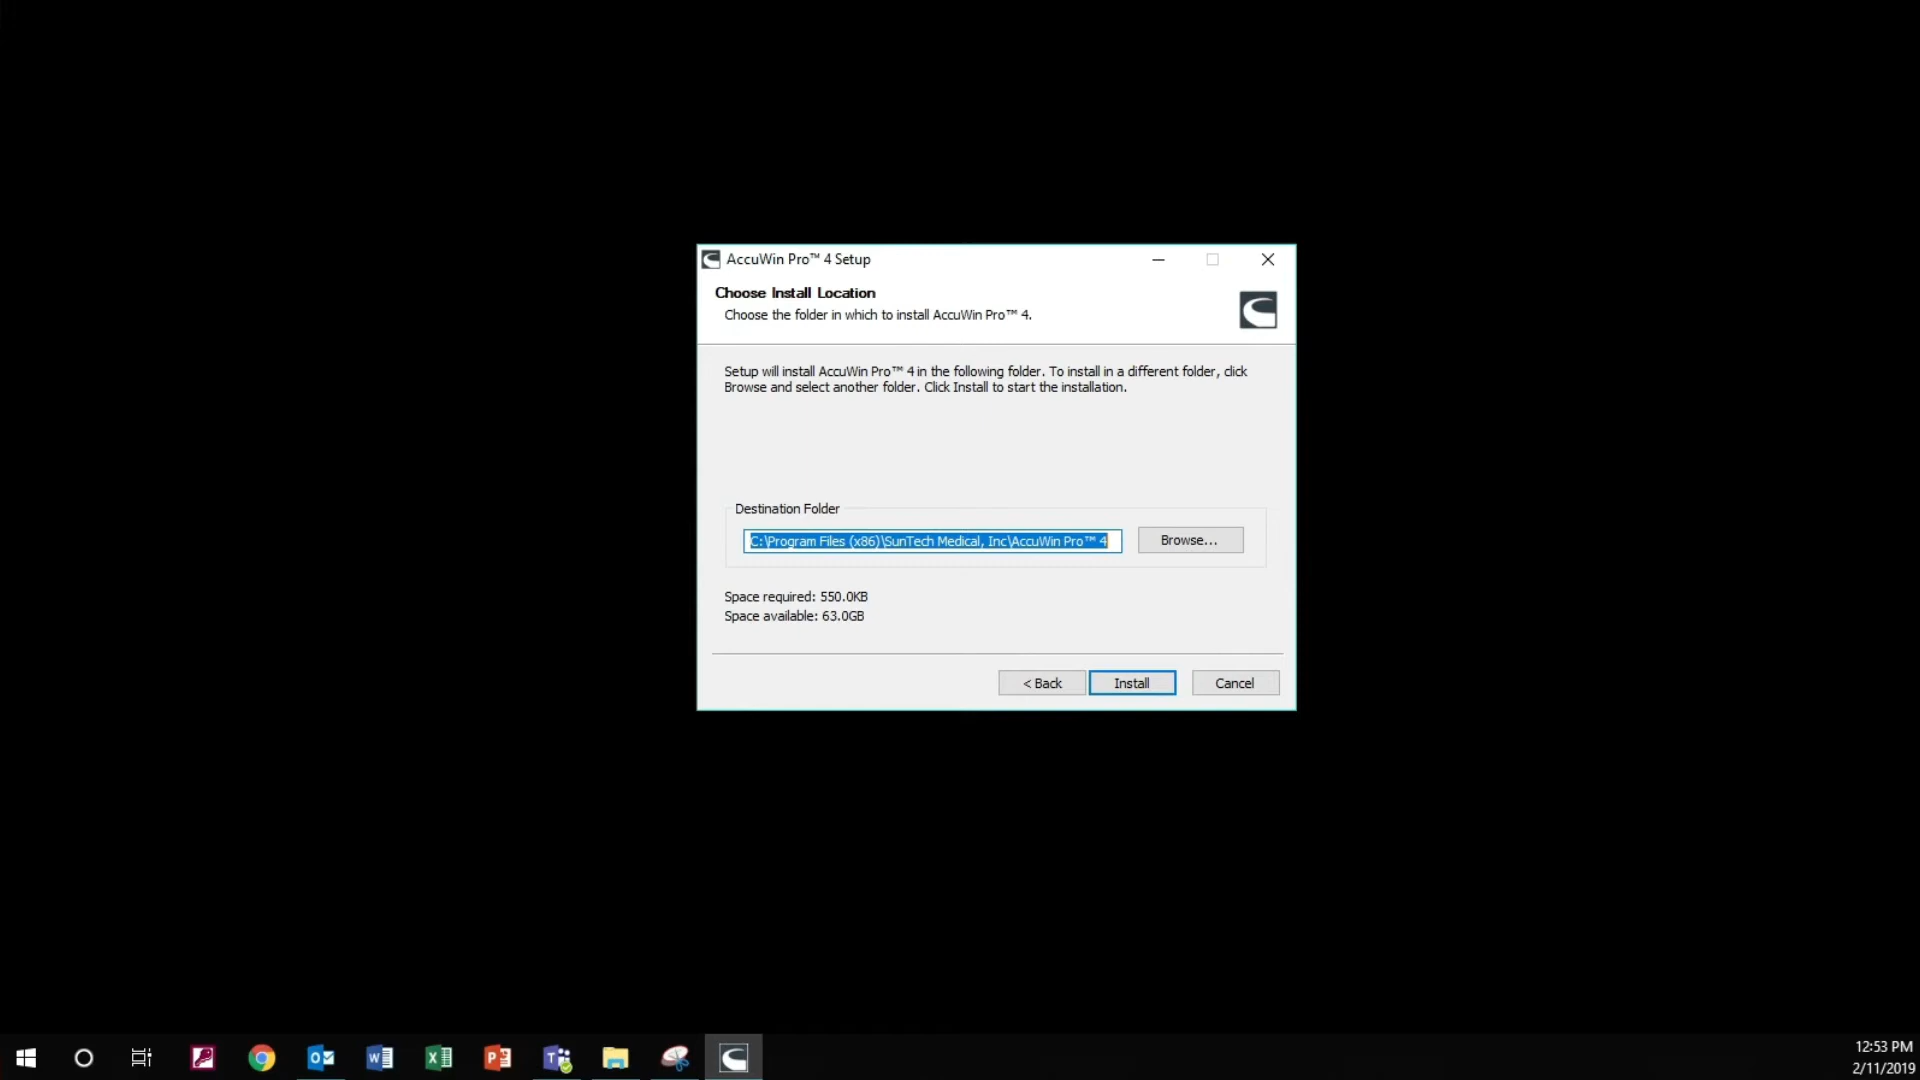 AccuWin Pro™ 4 Setup
Choose Install Location
Choose the folder in which to install AccuWin Pro™ 4.
Setup will install AccuWin Pro™ 4 in the following folder. To install in a different folder, click
Browse and select another folder. Click Install to start the installation.
Destination Folder
C:\Program Files (x86)\SunTech Medical, Inc\AccuWin Pro™ 4
Browse...
Space required: 550.0KB
Space available: 63.0GB
< Back
Install
Cancel
12:53 PM
2/11/2019